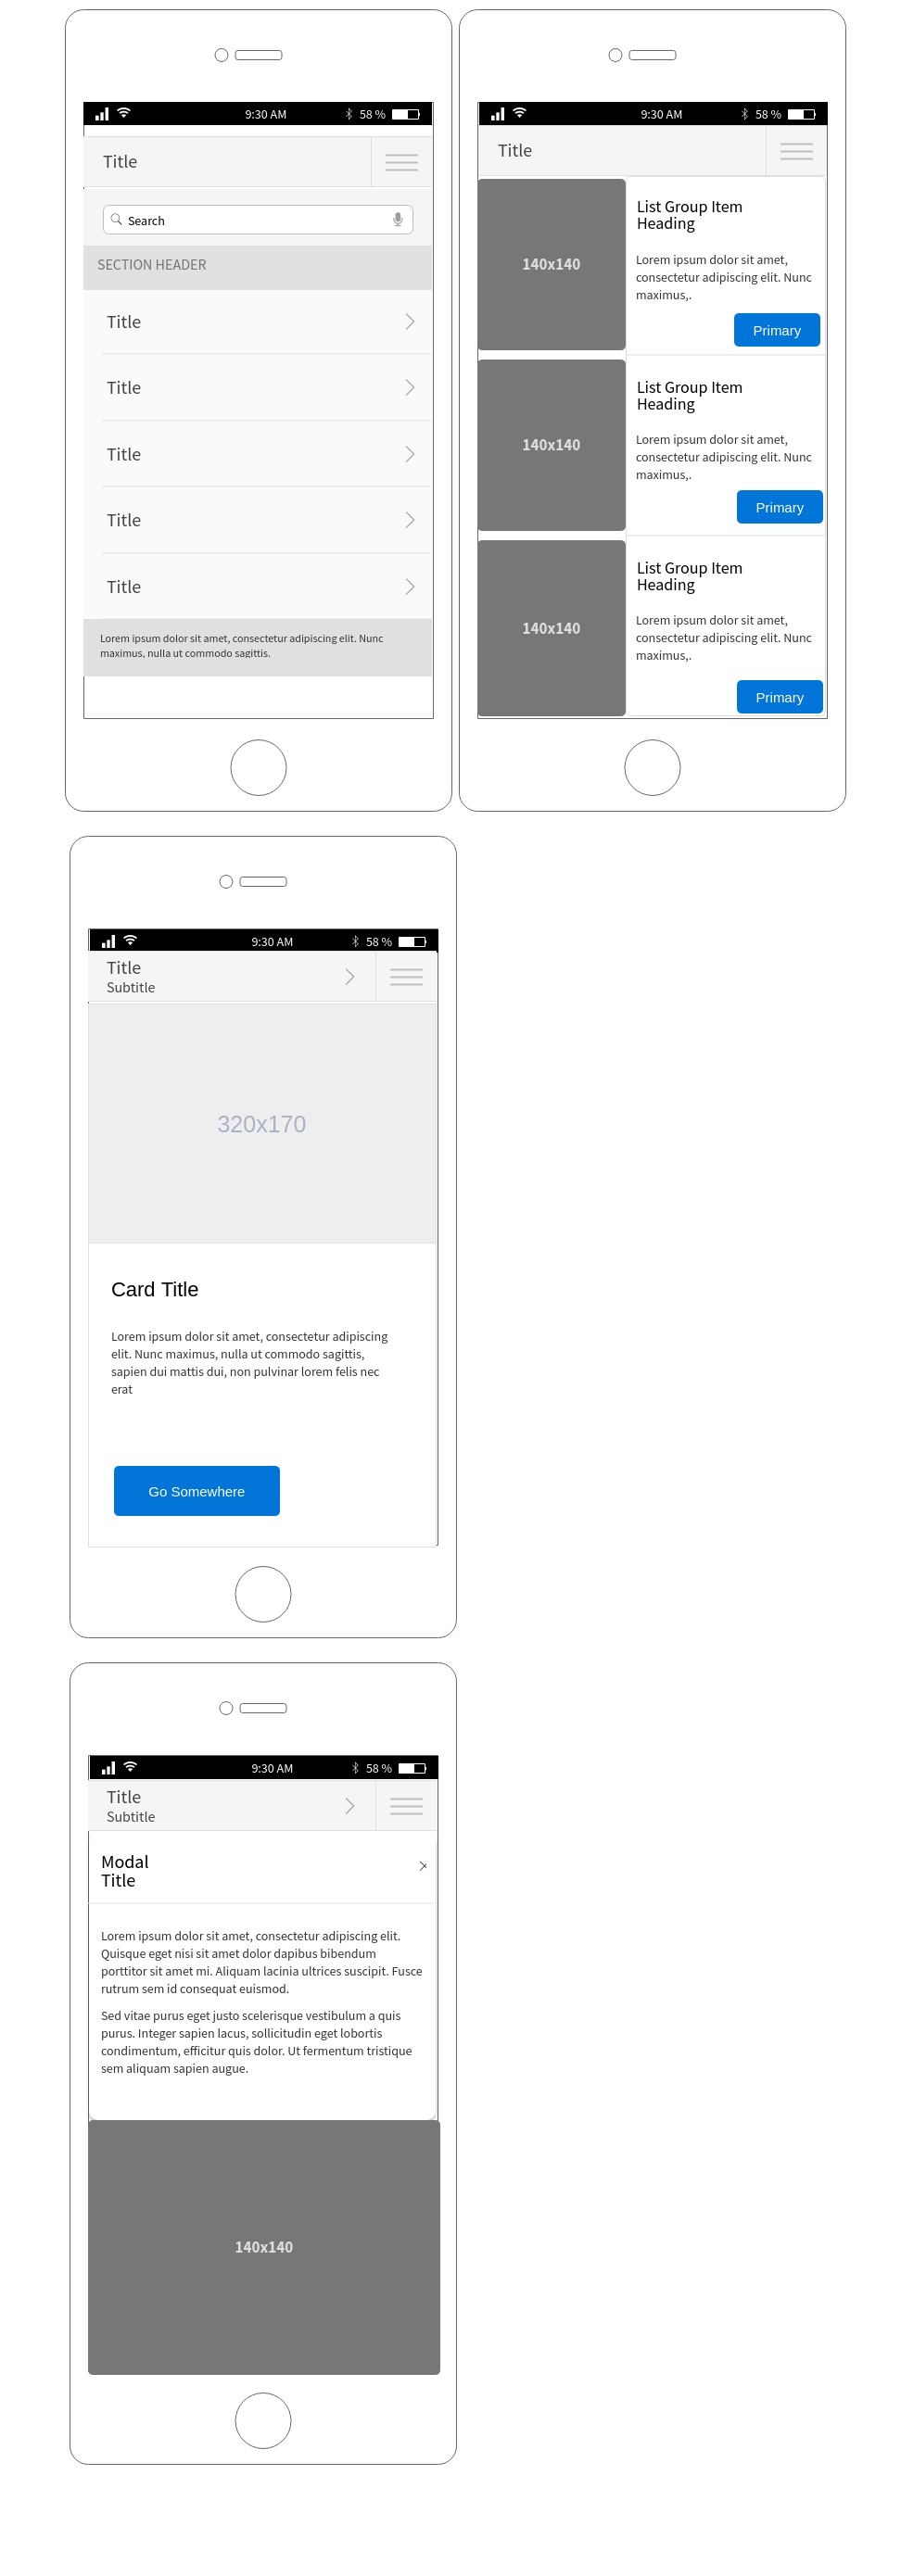 9:30 AM
58 %
Title
Search
SECTION HEADER
Title
Title
Title
Title
Title
Lorem ipsum dolor sit amet, consectetur adipiscing elit. Nunc
maximus, nulla ut commodo sagittis.
9:30 AM
58 %
Title
140x140
List Group Item
Heading
Lorem ipsum dolor sit amet,
consectetur adipiscing elit. Nunc
maximus,.
Primary
140x140
List Group Item
Heading
Lorem ipsum dolor sit amet,
consectetur adipiscing elit. Nunc
maximus,.
Primary
140x140
List Group Item
Heading
Lorem ipsum dolor sit amet,
consectetur adipiscing elit. Nunc
maximus,.
Primary
9:30 AM
58 %
Title
Subtitle
320x170
Card Title
Lorem ipsum dolor sit amet, consectetur adipiscing
elit. Nunc maximus, nulla ut commodo sagittis,
sapien dui mattis dui, non pulvinar lorem felis nec
erat
Go Somewhere
9:30 AM
58 %
Title
Subtitle
Modal
Title
Lorem ipsum dolor sit amet, consectetur adipiscing elit.
Quisque eget nisi sit amet dolor dapibus bibendum
porttitor sit amet mi. Aliquam lacinia ultrices suscipit. Fusce
rutrum sem id consequat euismod.
Sed vitae purus eget justo scelerisque vestibulum a quis
purus. Integer sapien lacus, sollicitudin eget lobortis
condimentum, efficitur quis dolor. Ut fermentum tristique
sem aliquam sapien augue.
140x140